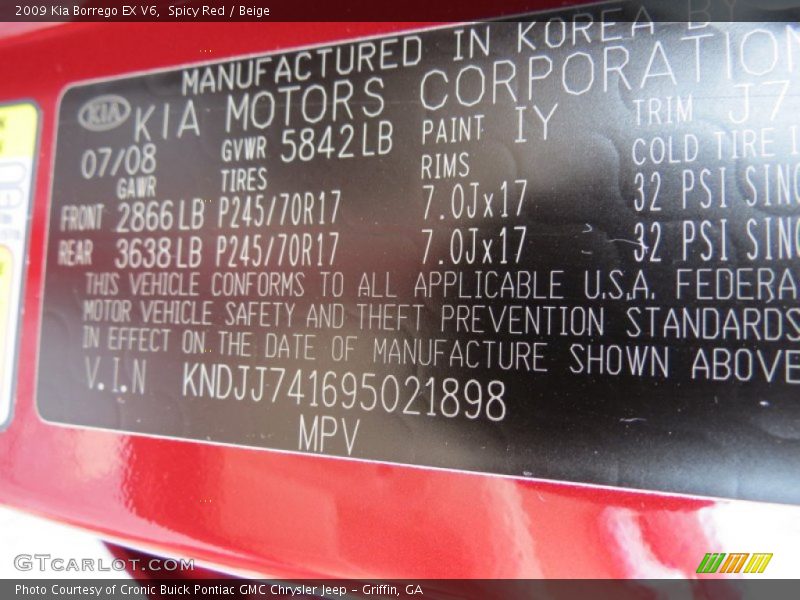 2009 Kia Borrego EX V6,  Spicy Red / Beige
MANUFACTURED IN KOREA BY
KIA KIA MOTORS CORPORATION
07/08 GVWR 5842LB PAINT IY TRIM J7
GAWR TIRES RIMS COLD TIRE
FRONT 2866LB P245/70R17 7.0Jx17 32 PSI SING
REAR 3638LB P245/70R17 7.0Jx17 32 PSI SING
THIS VEHICLE CONFORMS TO ALL APPLICABLE U.S.A. FEDERA
MOTOR VEHICLE SAFETY AND THEFT PREVENTION STANDARDS
IN EFFECT ON THE DATE OF MANUFACTURE SHOWN ABOVE
V.I.N KNDJJ741695021898
MPV
GTCARLOT.COM
Photo Courtesy of Cronic Buick Pontiac GMC Chrysler Jeep - Griffin, GA